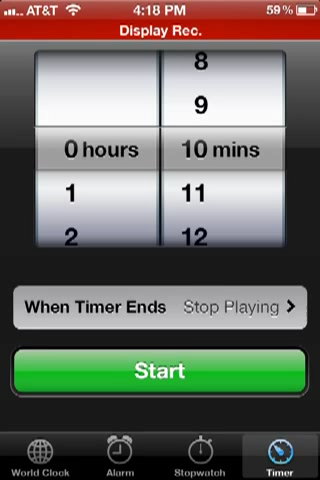 AT&T 4:18 PM 59%
Display Rec.
8
9
0 hours 10 mins
1 11
2 12
When Timer Ends Stop Playing
Start
World Clock Alarm Stopwatch Timer